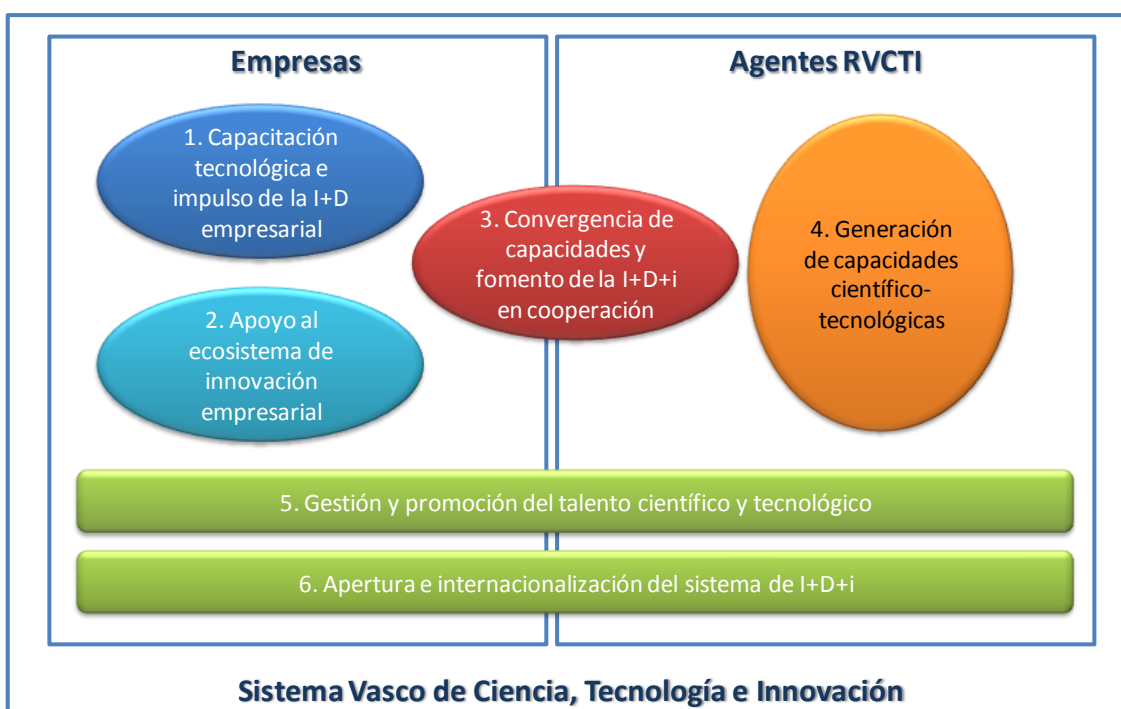 Empresas
Agentes RVCTI
1. Capacitación
tecnológica e
impulso de la I+D
empresarial
2. Apoyo al
ecosistema de
innovación
empresarial
3. Convergencia de
capacidades y
fomento de la I+D+i
en cooperación
4. Generación
de capacidades
científico-
tecnológicas
5. Gestión y promoción del talento científico y tecnológico
6. Apertura e internacionalización del sistema de I+D+i
Sistema Vasco de Ciencia, Tecnología e Innovación